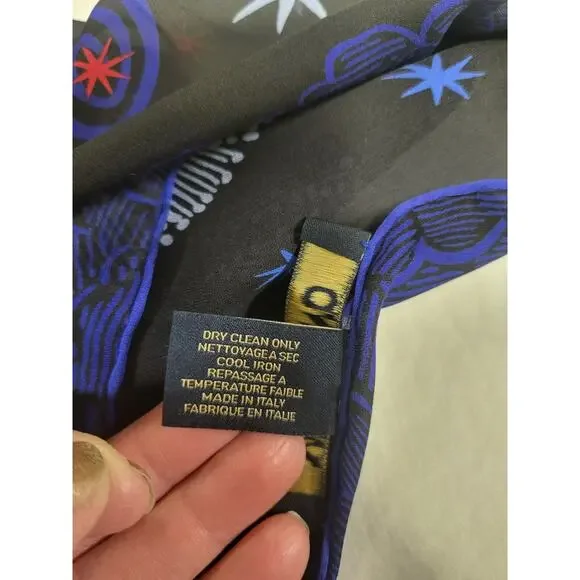 DRY CLEAN ONLY
NETTOYAGE A SEC
COOL IRON
REPASSAGE A
TEMPERATURE FAIBLE
MADE IN ITALY
FABRIQUE EN ITALIE